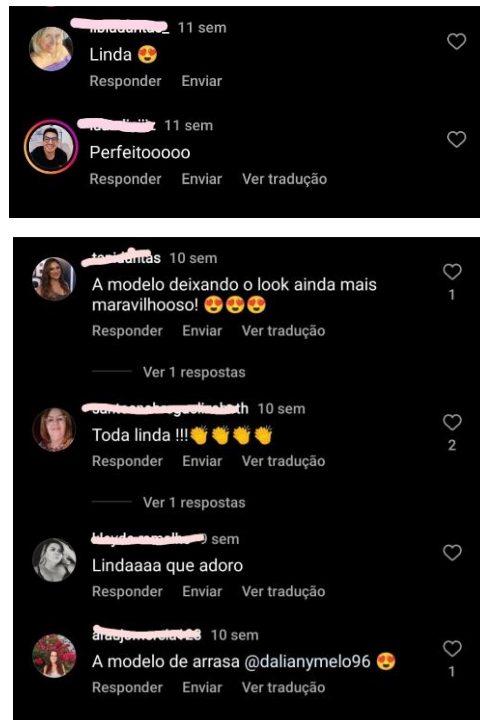 11 sem
Linda 😍
Responder Enviar
11 sem
Perfeitooooo
Responder Enviar Ver tradução
10 sem
A modelo deixando o look ainda mais
maravilhooso! 😍😍😍
1
Responder Enviar Ver tradução
Ver 1 respostas
10 sem
Toda linda !!!👏👏👏👏
2
Responder Enviar Ver tradução
Ver 1 respostas
9 sem
Lindaaaa que adoro
Responder Enviar Ver tradução
10 sem
A modelo de arrasa @dalianymelo96 😍
1
Responder Enviar Ver tradução